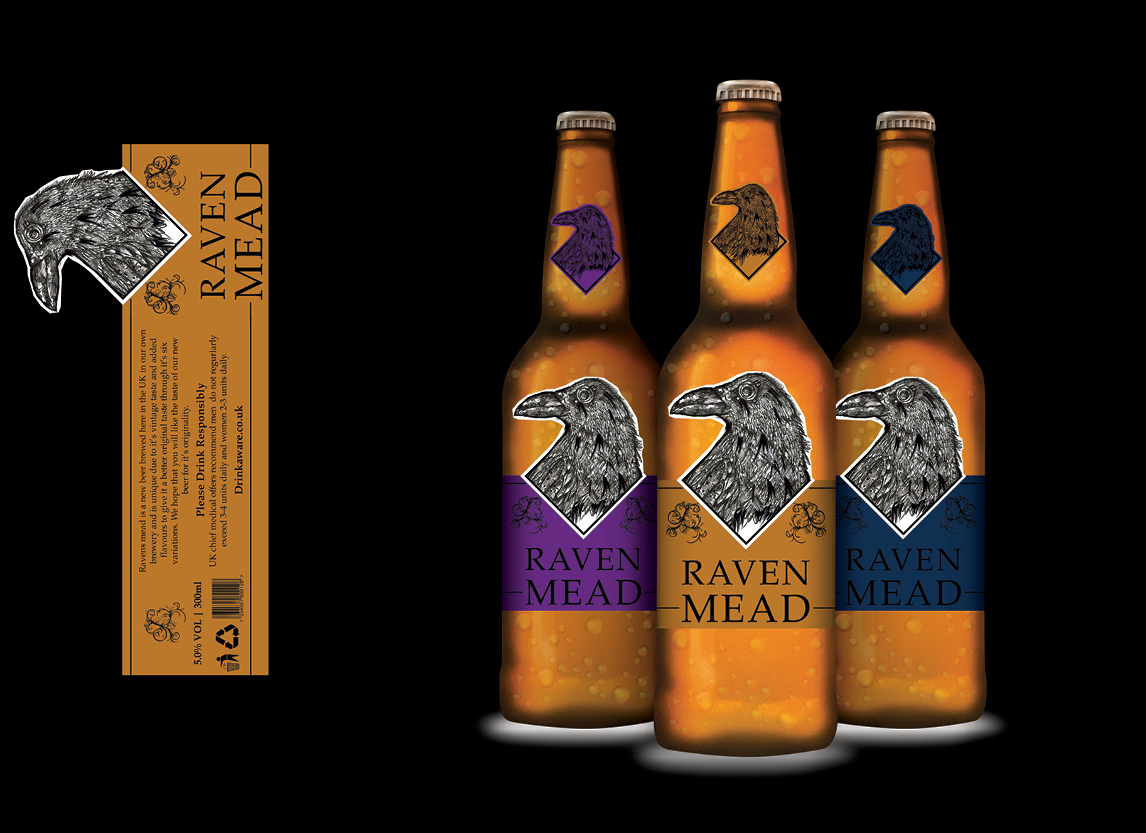 RAVEN
MEAD
Ravens mead is a new beer brewed here in the UK in our own
brewery and is unique due to it's vintage taste and added
flavours to give it a better original taste through it's six
variations. We hope that you will like the taste of our new
beer for it's originality.
Please Drink Responsibly
UK chief medical offers recommend men do not regurlarly
exceed 3-4 units daily and women 2-3 units daily.
Drinkaware.co.uk
5.0% VOL | 300ml
RAVEN
MEAD
RAVEN
MEAD
RAVEN
MEAD